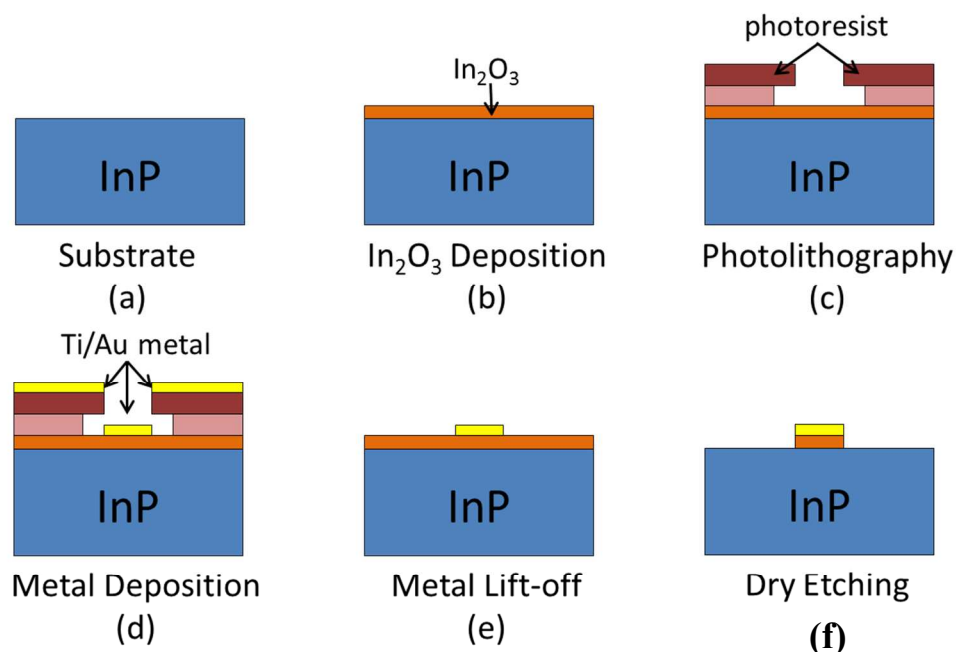 photoresist
In₂O₃
InP
InP
InP
Substrate
(a)
In₂O₃ Deposition
(b)
Photolithography
(c)
Ti/Au metal
InP
InP
InP
Metal Deposition
(d)
Metal Lift-off
(e)
Dry Etching
(f)